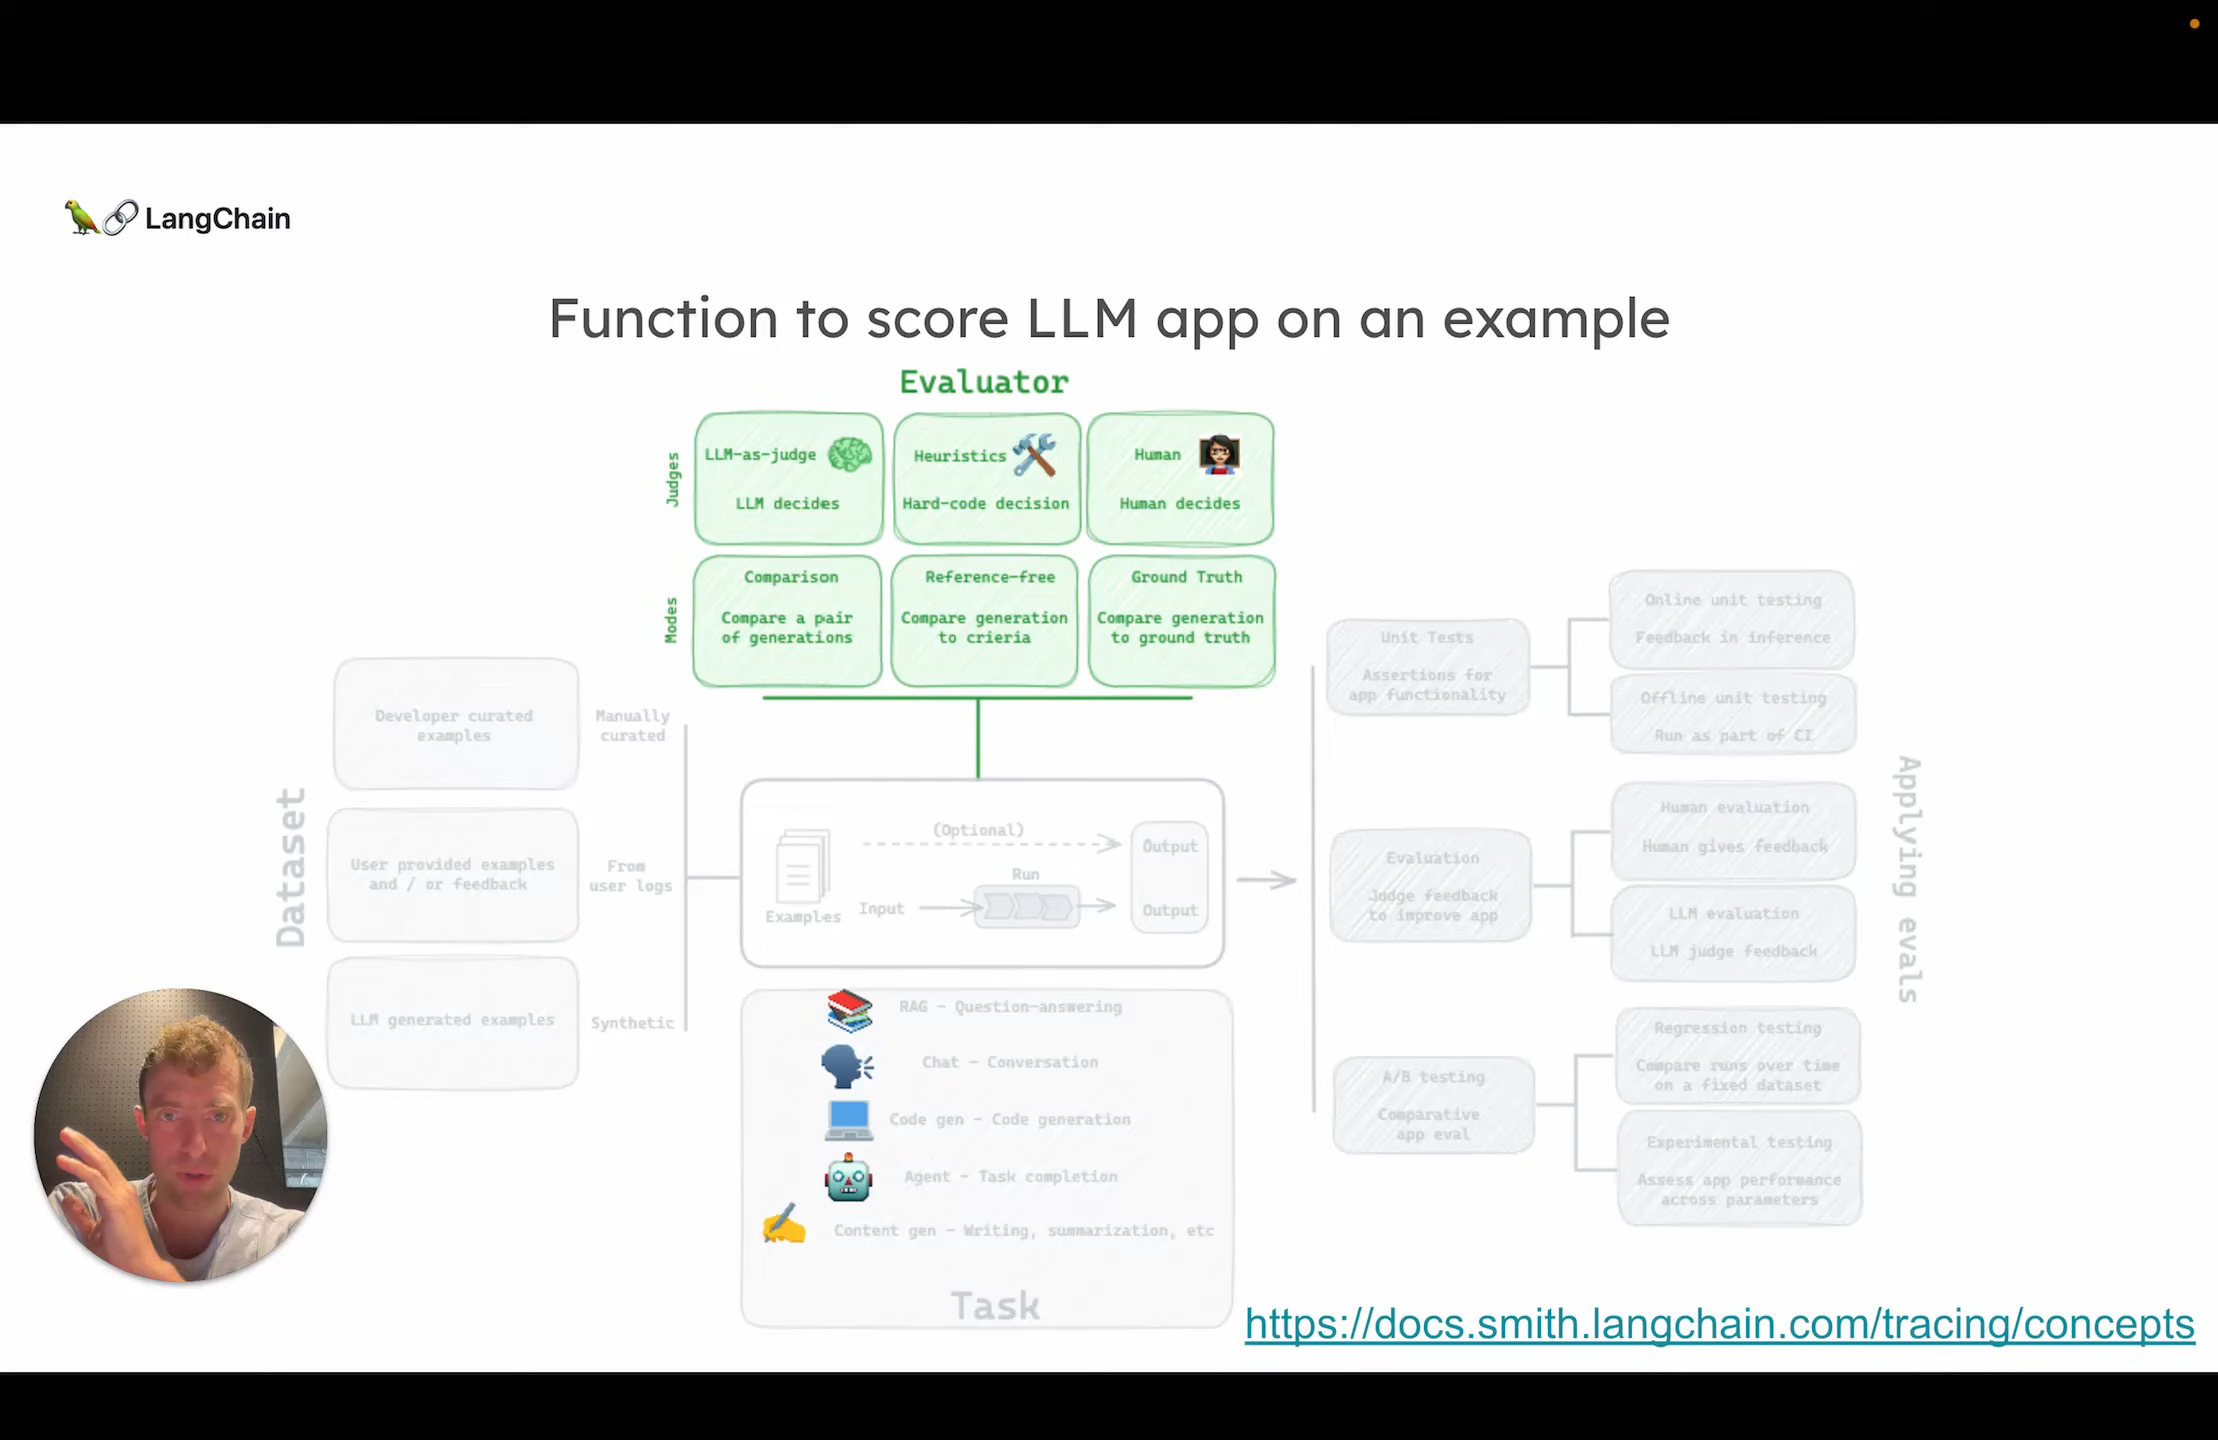 LangChain
Function to score LLM app on an example
Evaluator
Judges
LLM-as-judge
LLM decides
Heuristics
Hard-code decision
Human
Human decides
Modes
Comparison
Compare a pair
of generations
Reference-free
Compare generation
to crieria
Ground Truth
Compare generation
to ground truth
Dataset
Developer curated
examples
Manually
curated
User provided examples
and / or feedback
From
user logs
LLM generated examples
Synthetic
Examples
(Optional)
Input
Run
Output
Output
RAG - Question-answering
Chat - Conversation
Code gen - Code generation
Agent - Task completion
Content gen - Writing, summarization, etc
Task
Unit Tests
Assertions for
app functionality
Online unit testing
Feedback in inference
Offline unit testing
Run as part of CI
Evaluation
Judge feedback
to improve app
Human evaluation
Human gives feedback
LLM evaluation
LLM judge feedback
A/B testing
Comparative
app eval
Regression testing
Compare runs over time
on a fixed dataset
Experimental testing
Assess app performance
across parameters
Applying evals
https://docs.smith.langchain.com/tracing/concepts